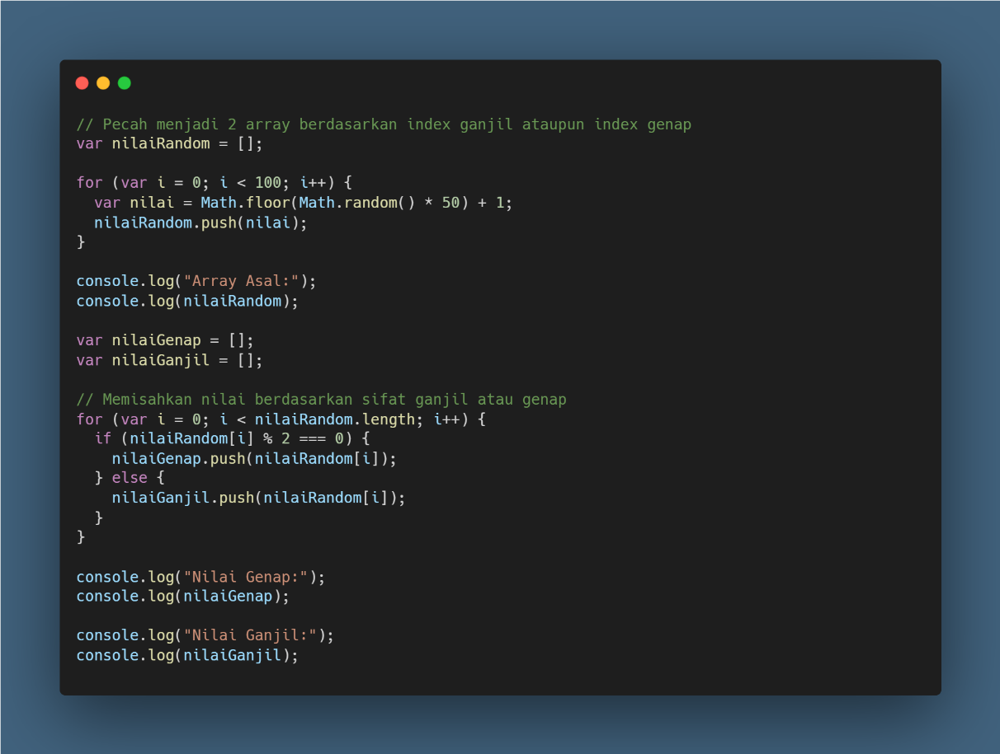 // Pecah menjadi 2 array berdasarkan index ganjil ataupun index genap
var nilaiRandom = [];

for (var i = 0; i < 100; i++) {
  var nilai = Math.floor(Math.random() * 50) + 1;
  nilaiRandom.push(nilai);
}

console.log("Array Asal:");
console.log(nilaiRandom);

var nilaiGenap = [];
var nilaiGanjil = [];

// Memisahkan nilai berdasarkan sifat ganjil atau genap
for (var i = 0; i < nilaiRandom.length; i++) {
  if (nilaiRandom[i] % 2 === 0) {
    nilaiGenap.push(nilaiRandom[i]);
  } else {
    nilaiGanjil.push(nilaiRandom[i]);
  }
}

console.log("Nilai Genap:");
console.log(nilaiGenap);

console.log("Nilai Ganjil:");
console.log(nilaiGanjil);